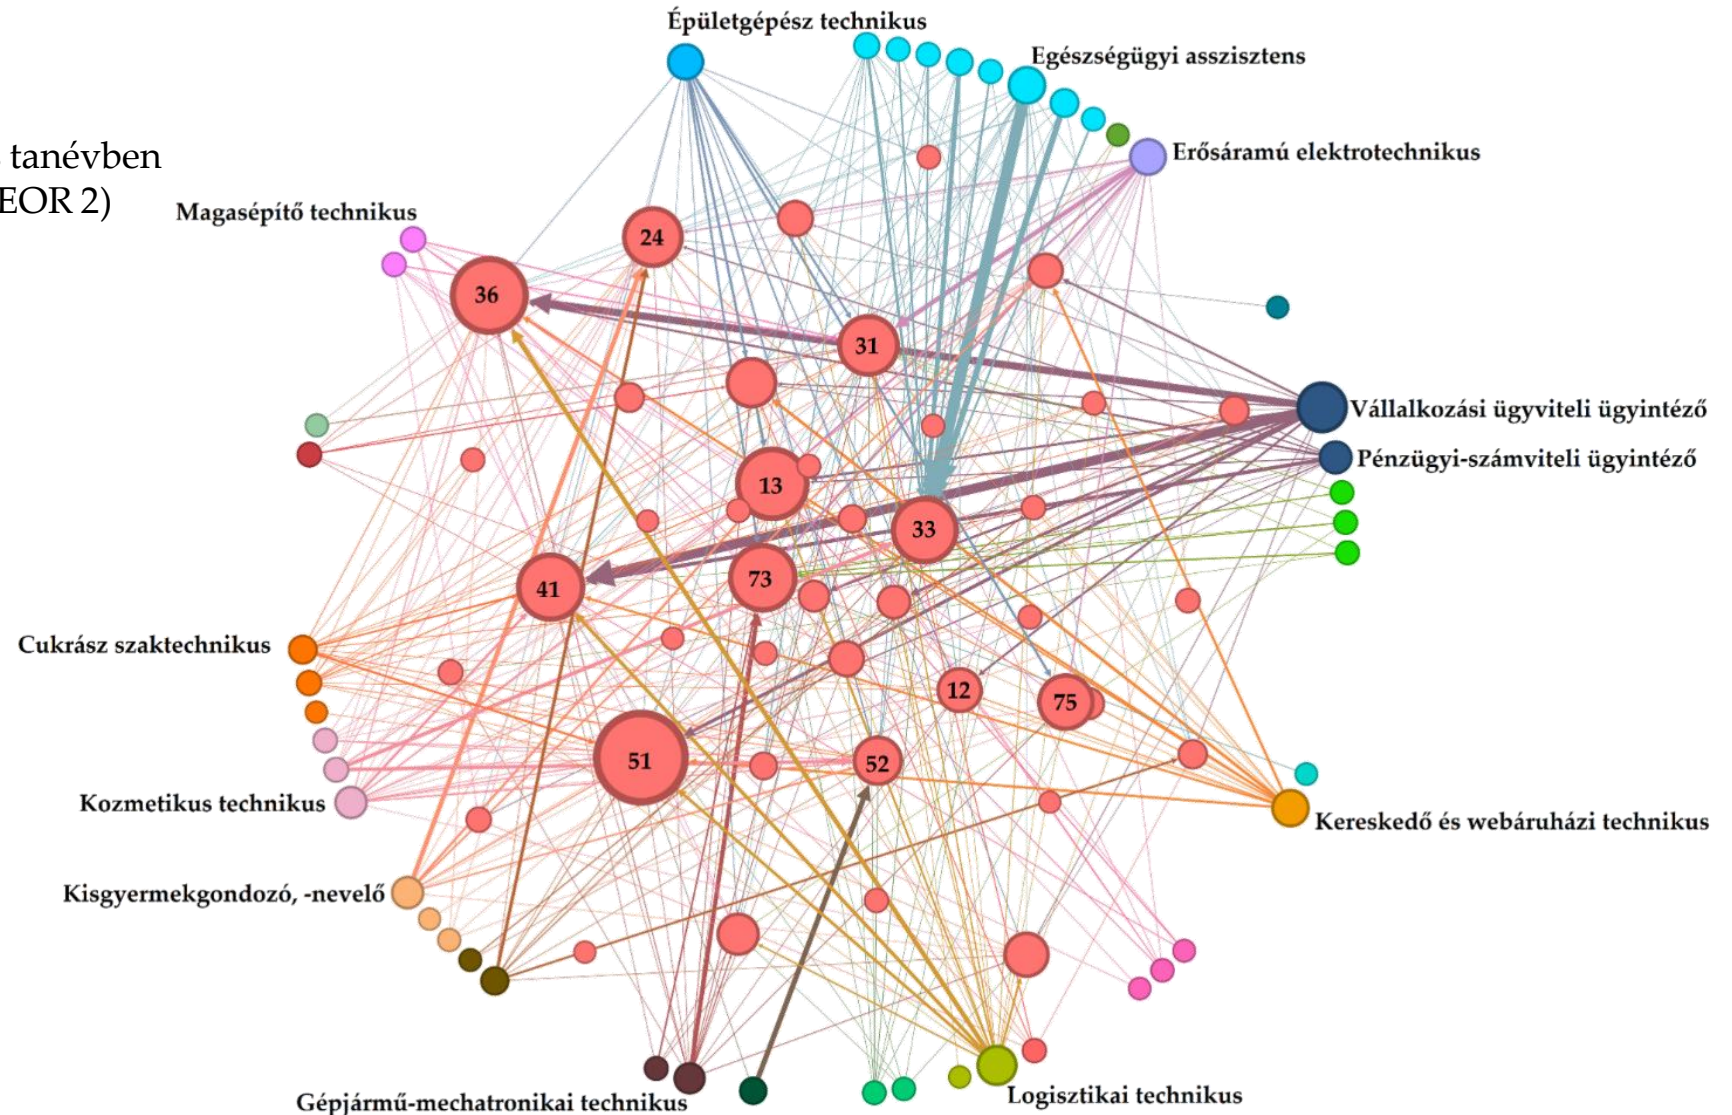 Épületgépész technikus
Egészségügyi asszisztens
tanévben
Erősáramú elektrotechnikus
EOR 2)
Magasépítő technikus
24
36
31
Vállalkozási ügyviteli ügyintéző
Pénzügyi-számviteli ügyintéző
13
33
73
41
Cukrász szaktechnikus
12
75
51
52
Kozmetikus technikus
Kereskedő és webáruházi technikus
Kisgyermekgondozó, -nevelő
Logisztikai technikus
Gépjármű-mechatronikai technikus